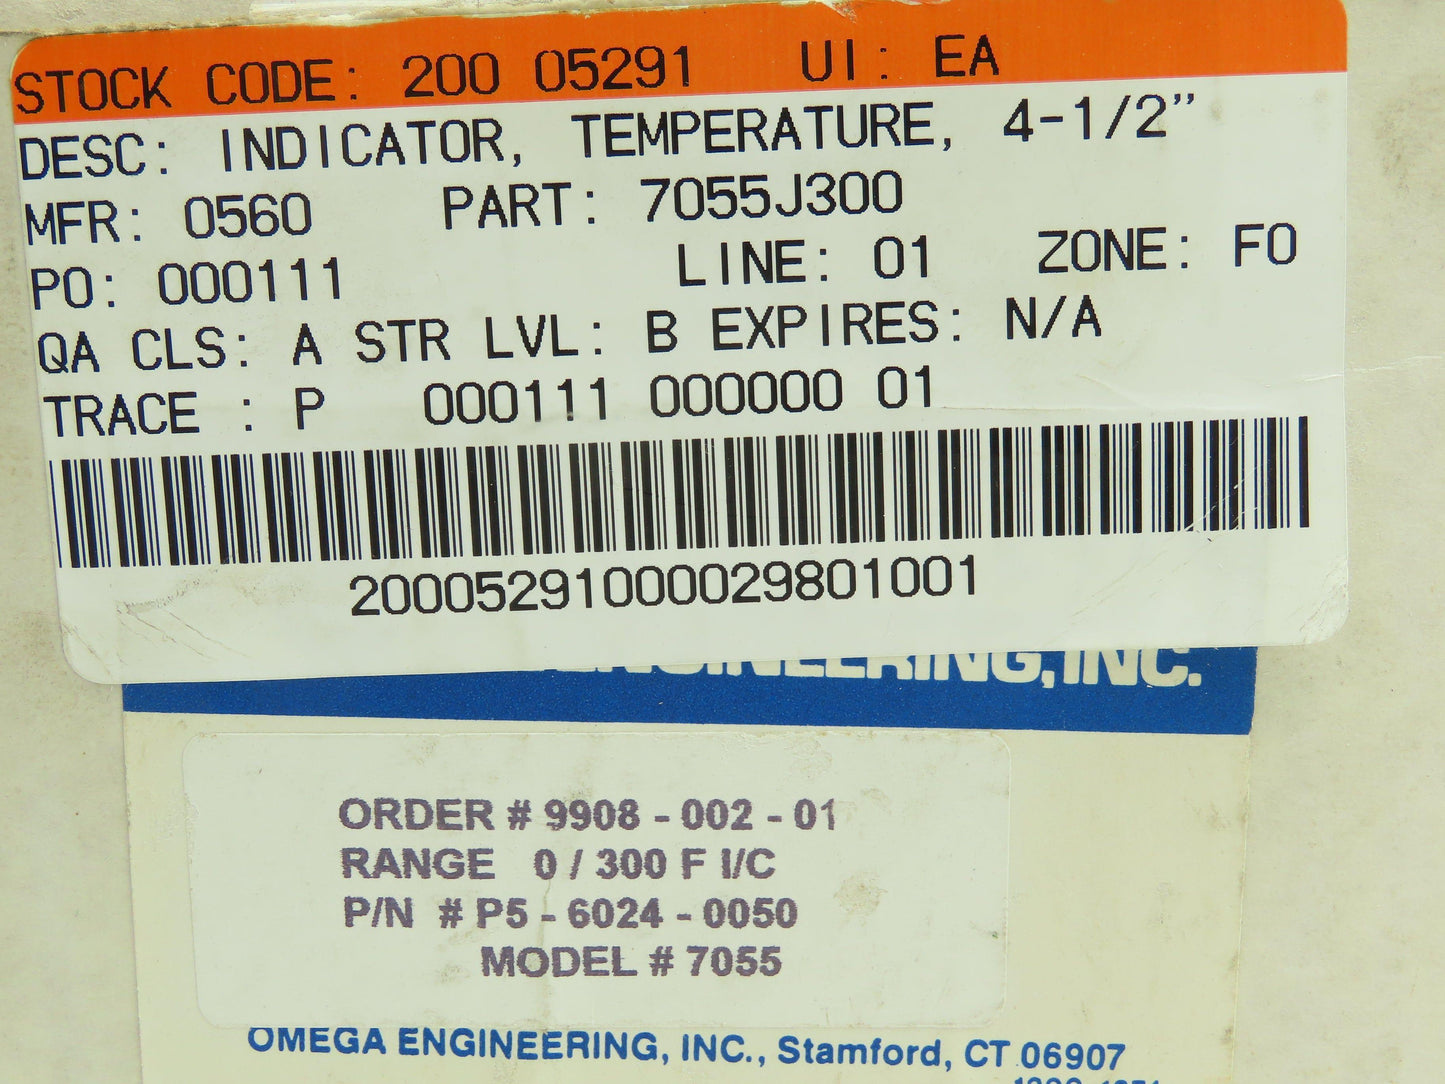 STOCK CODE: 200 05291 UI: EA
DESC: INDICATOR, TEMPERATURE, 4-1/2"
MFR: 0560 PART: 7055J300
PO: 000111 LINE: 01 ZONE: F0
QA CLS: A STR LVL: B EXPIRES: N/A
TRACE : P 000111 000000 01
20005291000029801001
ENGINEERING, INC.
ORDER # 9908 - 002 - 01
RANGE 0 / 300 F I/C
P/N # P5 - 6024 - 0050
MODEL # 7055
OMEGA ENGINEERING, INC., Stamford, CT 06907